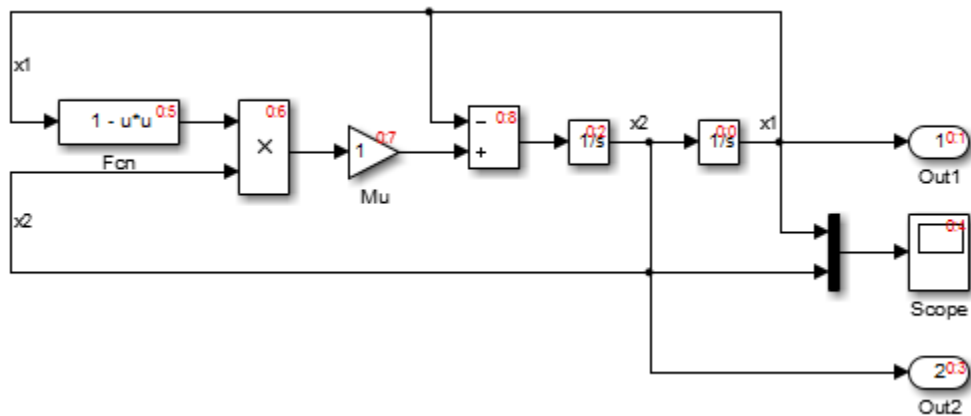 x1
1 - u*u 0:5
Fcn
0:6
×
1 0:7
Mu
−
+
0:8
1/s 0:2
x2
1/s 0:0
x1
1 0:1
Out1
x2
0:4
Scope
2 0:3
Out2